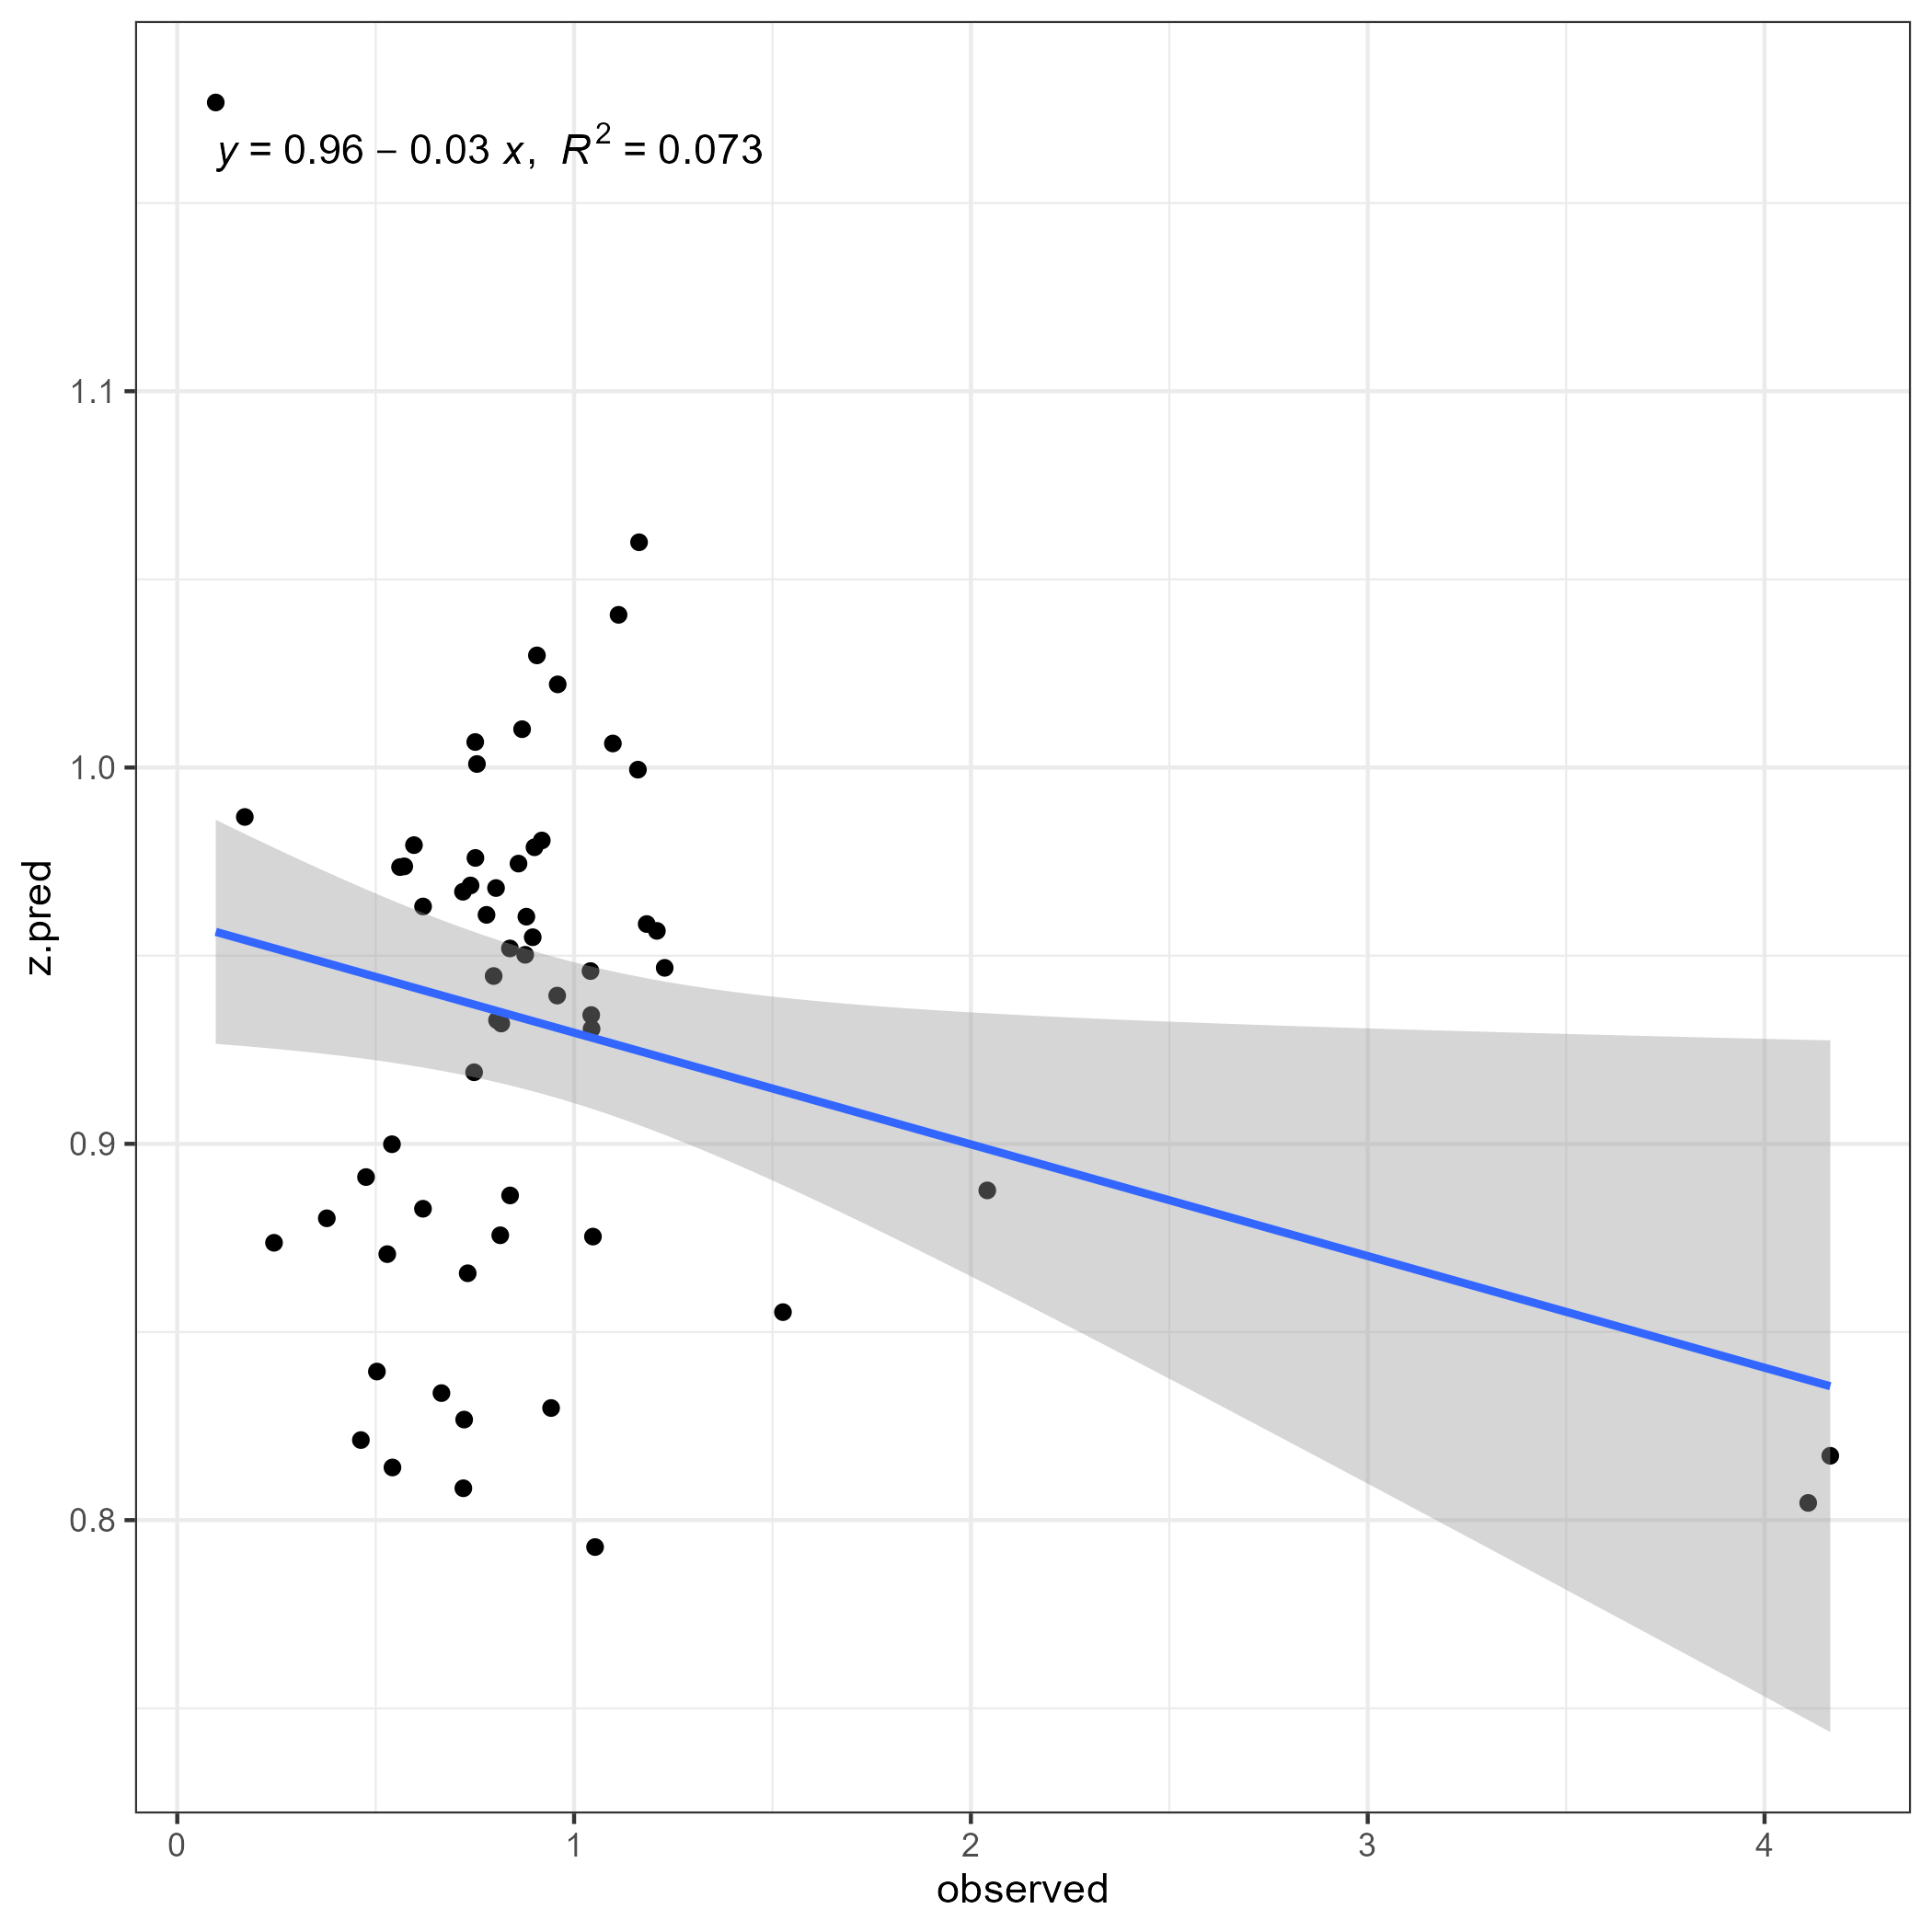 y = 0.96 − 0.03 x, R² = 0.073
1.1
1.0
0.9
0.8
z.pred
0 1 2 3 4
observed